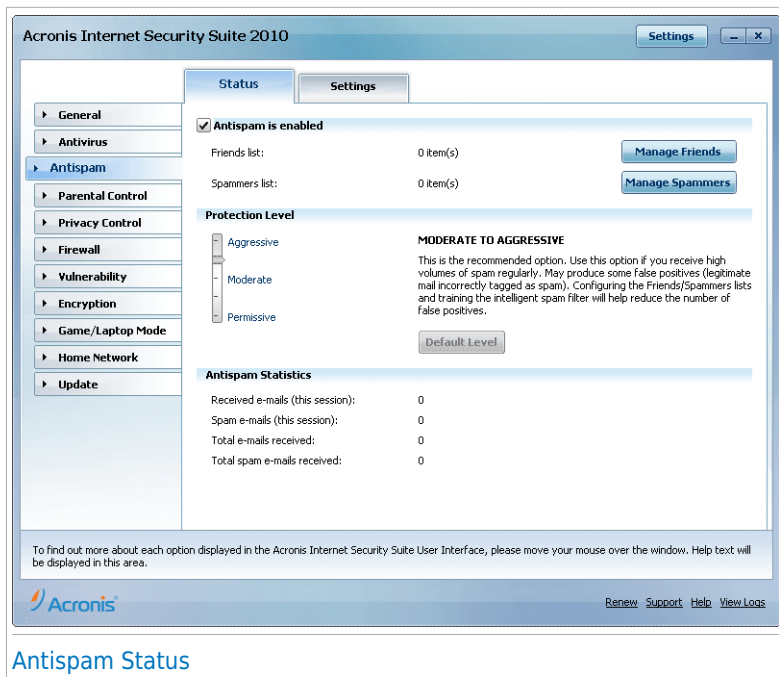 Acronis Internet Security Suite 2010
Settings
Status
Settings
General
Antivirus
Antispam
Parental Control
Privacy Control
Firewall
Vulnerability
Encryption
Game/Laptop Mode
Home Network
Update
Antispam is enabled
Friends list: 0 item(s) Manage Friends
Spammers list: 0 item(s) Manage Spammers
Protection Level
Aggressive
Moderate
Permissive
MODERATE TO AGGRESSIVE
This is the recommended option. Use this option if you receive high
volumes of spam regularly. May produce some false positives (legitimate
mail incorrectly tagged as spam). Configuring the Friends/Spammers lists
and training the intelligent spam filter will help reduce the number of
false positives.
Default Level
Antispam Statistics
Received e-mails (this session): 0
Spam e-mails (this session): 0
Total e-mails received: 0
Total spam e-mails received: 0
To find out more about each option displayed in the Acronis Internet Security Suite User Interface, please move your mouse over the window. Help text will
be displayed in this area.
Acronis
Renew Support Help View Logs
Antispam Status